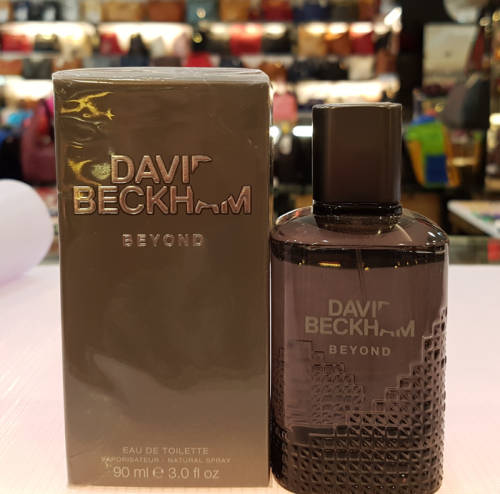 DAVID
BECKHAM
BEYOND
EAU DE TOILETTE
VAPORISATEUR - NATURAL SPRAY
90 ml e 3.0 fl oz
DAVID
BECKHAM
BEYOND